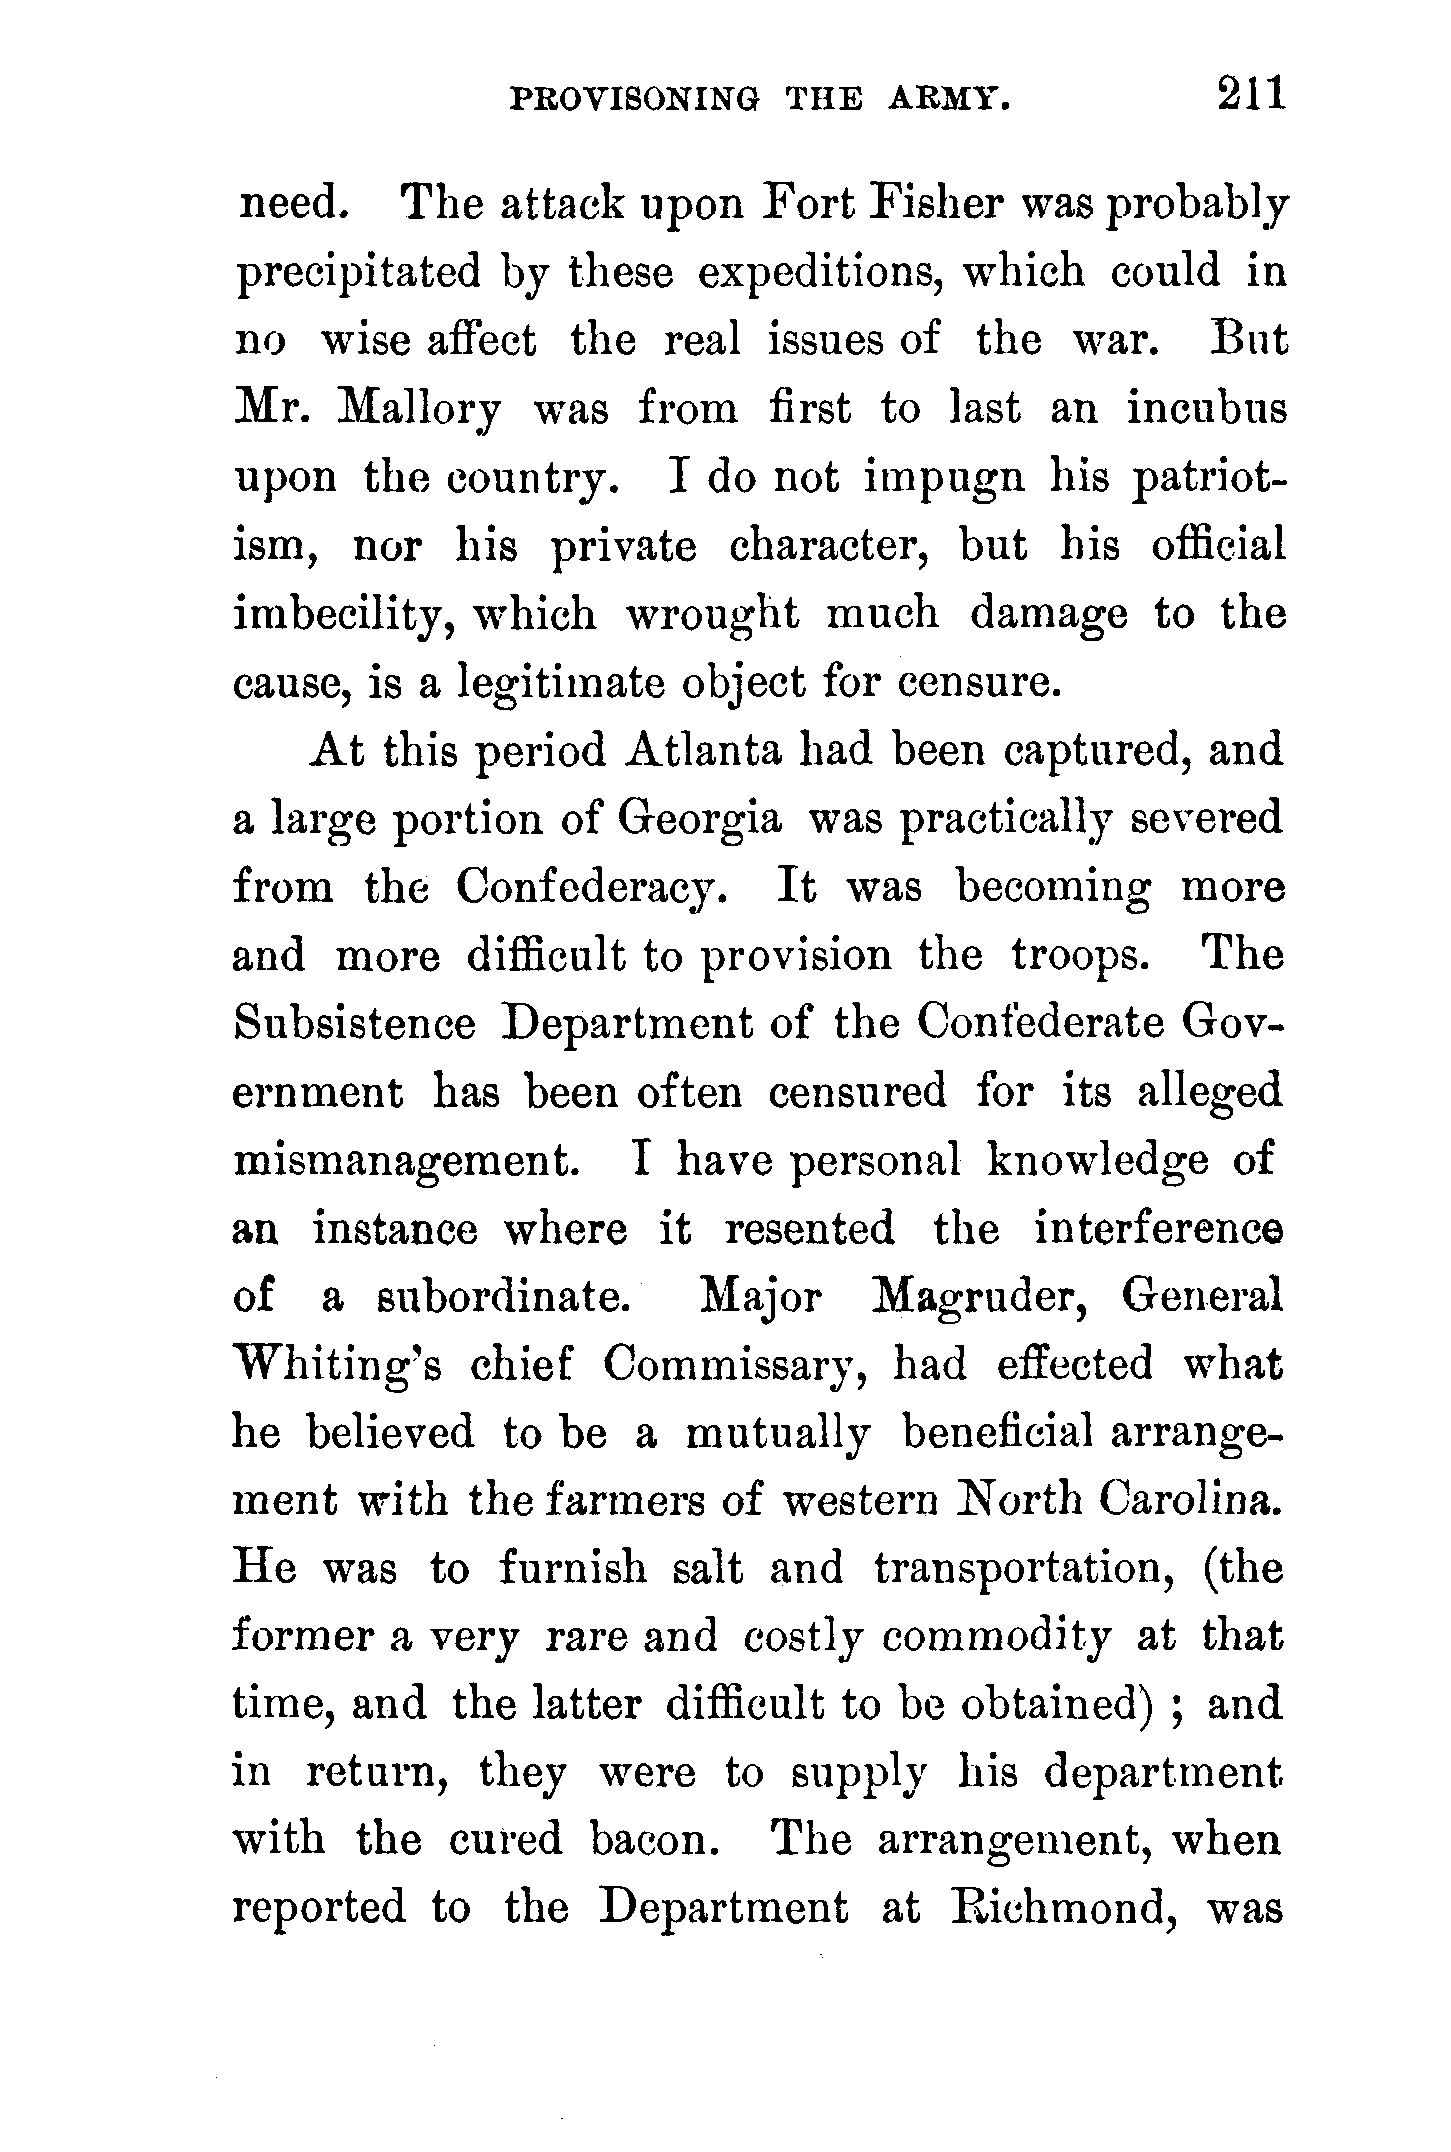 PROVISONING THE ARMY. 211
need. The attack upon Fort Fisher was probably
precipitated by these expeditions, which could in
no wise affect the real issues of the war. But
Mr. Mallory was from first to last an incubus
upon the country. I do not impugn his patriot-
ism, nor his private character, but his official
imbecility, which wrought much damage to the
cause, is a legitimate object for censure.
At this period Atlanta had been captured, and
a large portion of Georgia was practically severed
from the Confederacy. It was becoming more
and more difficult to provision the troops. The
Subsistence Department of the Confederate Gov-
ernment has been often censured for its alleged
mismanagement. I have personal knowledge of
an instance where it resented the interference
of a subordinate. Major Magruder, General
Whiting's chief Commissary, had effected what
he believed to be a mutually beneficial arrange-
ment with the farmers of western North Carolina.
He was to furnish salt and transportation, (the
former a very rare and costly commodity at that
time, and the latter difficult to be obtained) ; and
in return, they were to supply his department
with the cured bacon. The arrangement, when
reported to the Department at Richmond, was